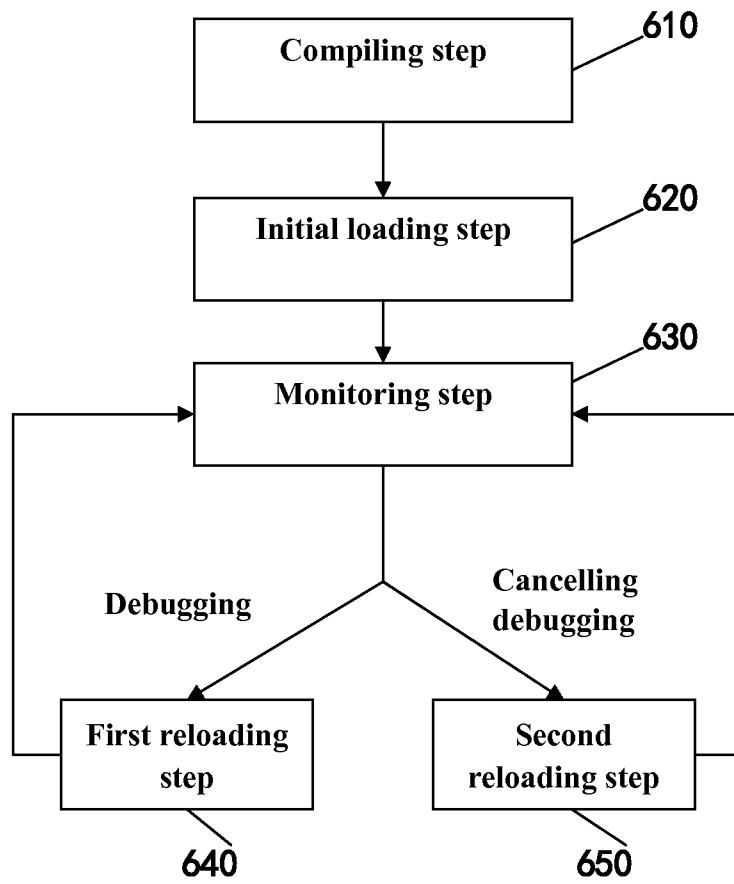 Compiling step
610
Initial loading step
620
Monitoring step
630
Debugging
Cancelling
debugging
First reloading
step
Second
reloading step
640
650